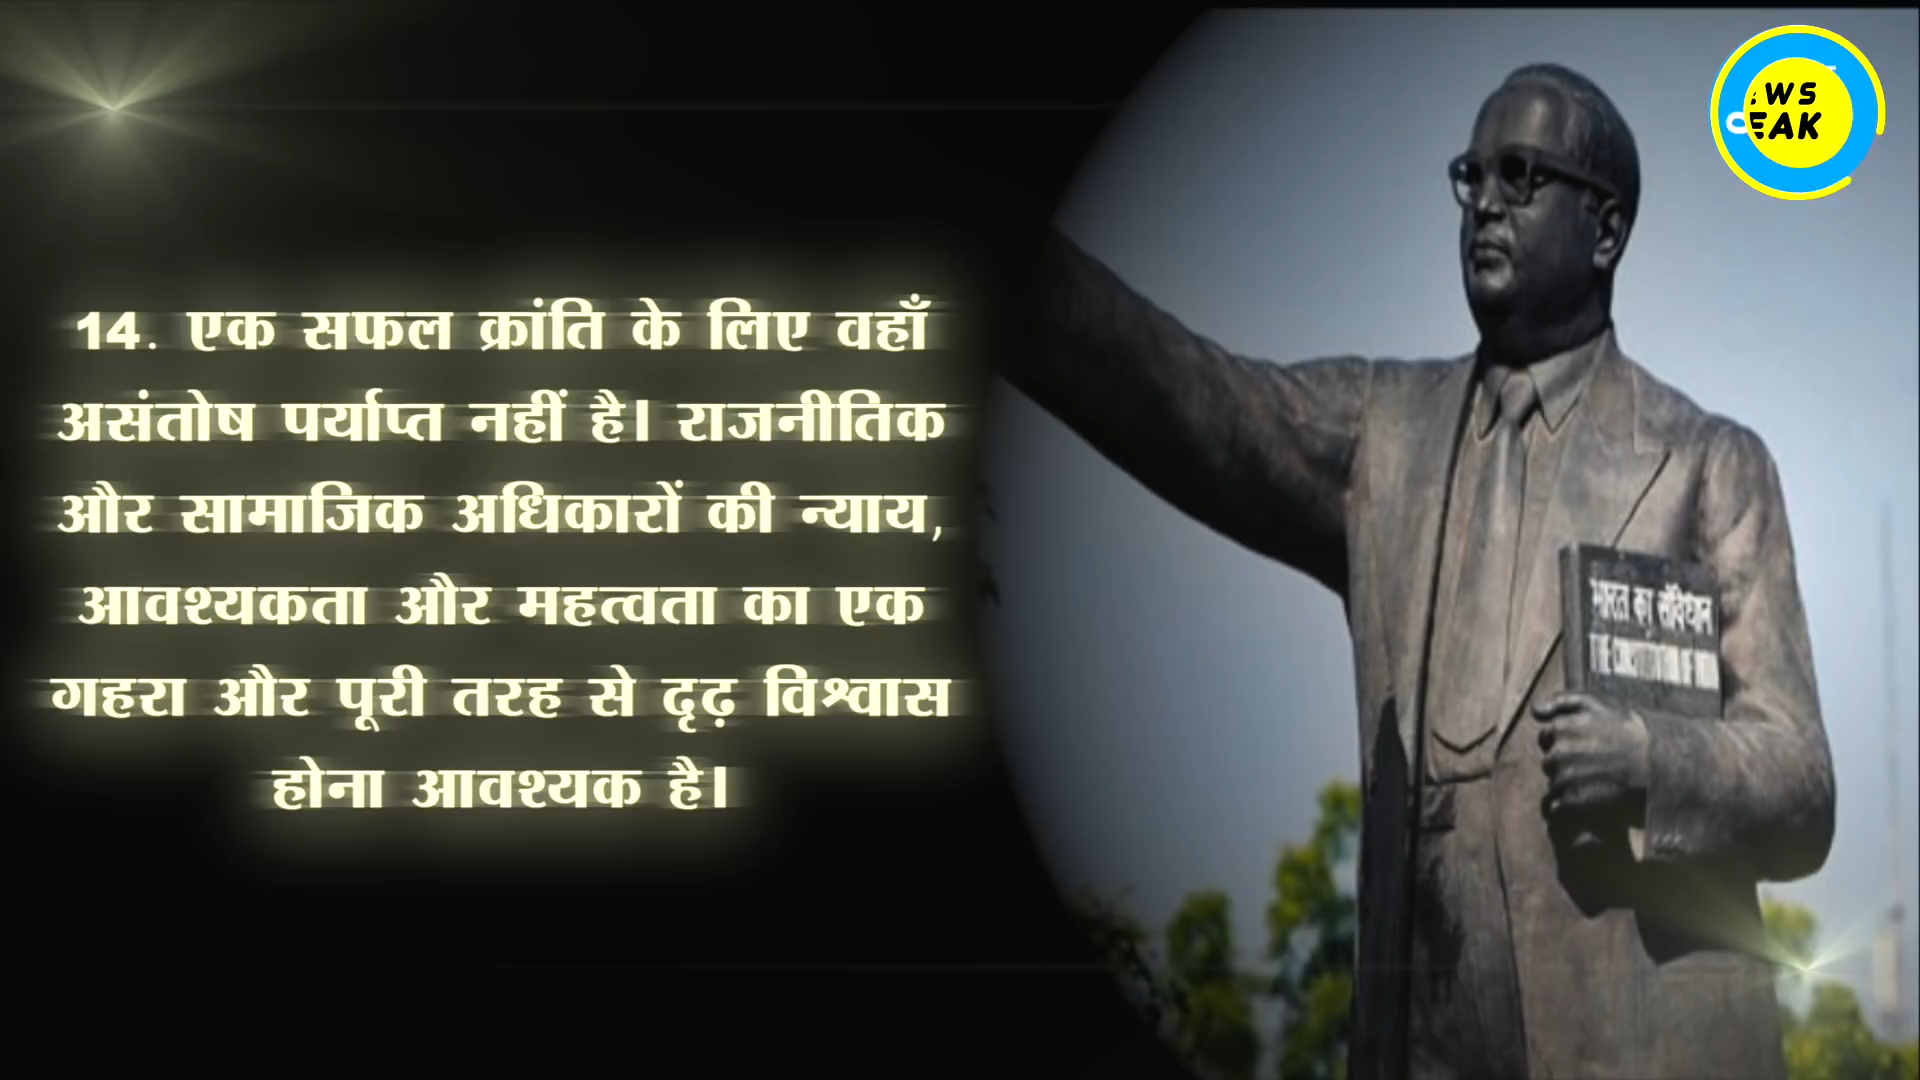 14. एक सफल क्रांति के लिए वहाँ
असंतोष पर्याप्त नहीं है। राजनीतिक
और सामाजिक अधिकारों की न्याय,
आवश्यकता और महत्वता का एक
गहरा और पूरी तरह से दृढ़ विश्वास
होना आवश्यक है।
भारत का संविधान
THE CONSTITUTION OF INDIA